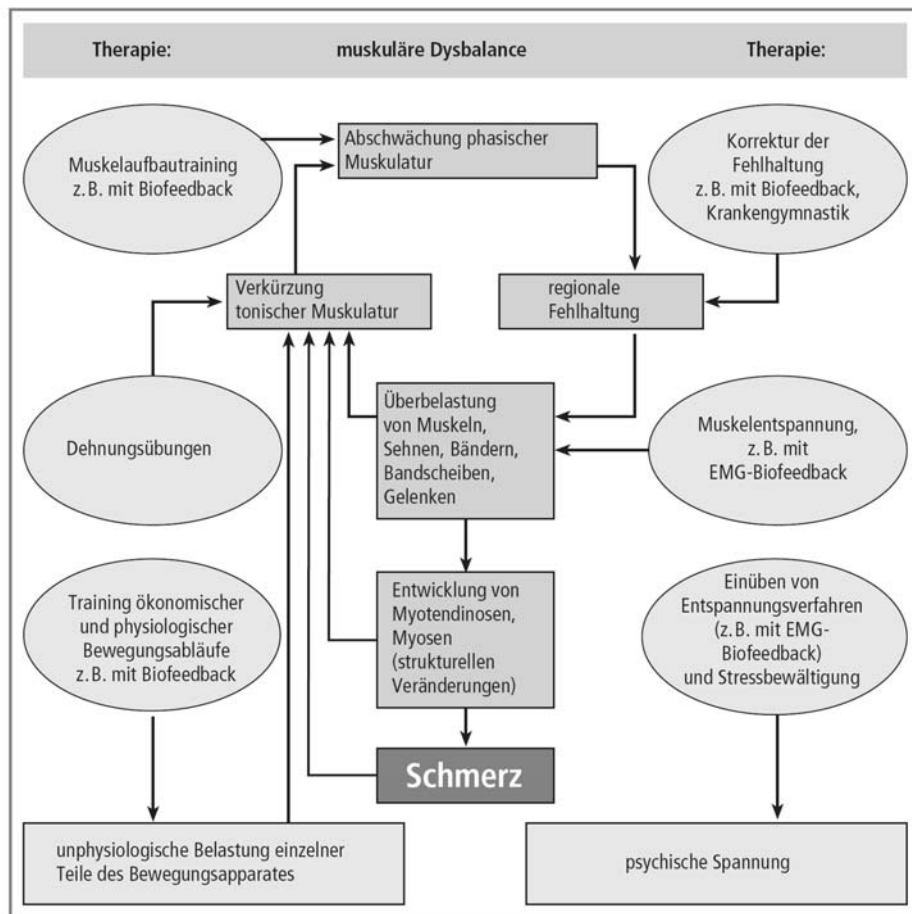 Therapie: muskuläre Dysbalance Therapie:
Muskelaufbautraining
z. B. mit Biofeedback
Abschwächung phasischer
Muskulatur
Korrektur der
Fehlhaltung
z. B. mit Biofeedback,
Krankengymnastik
Verkürzung
tonischer Muskulatur
regionale
Fehlhaltung
Dehnungsübungen
Überbelastung
von Muskeln,
Sehnen, Bändern,
Bandscheiben,
Gelenken
Muskelentspannung,
z. B. mit
EMG-Biofeedback
Training ökonomischer
und physiologischer
Bewegungsabläufe
z. B. mit Biofeedback
Entwicklung von
Myotendinosen,
Myosen
(strukturellen
Veränderungen)
Einüben von
Entspannungsverfahren
(z. B. mit EMG-
Biofeedback)
und Stressbewältigung
Schmerz
unphysiologische Belastung einzelner
Teile des Bewegungsapparates
psychische Spannung